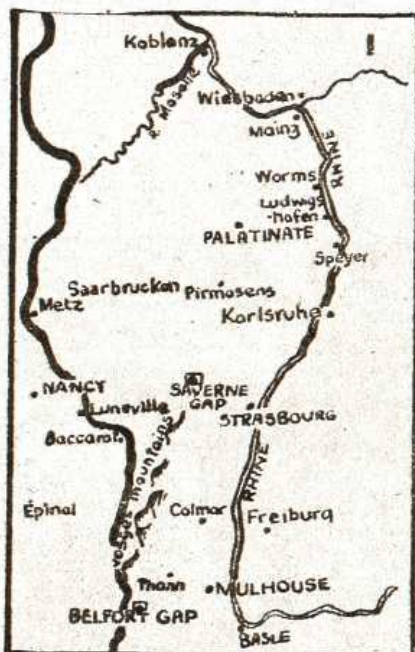 Koblenz
R. Moselle
Wiesbaden
Mainz
RHINE
Worms
Ludwigs
-hafen
PALATINATE
Speyer
Saarbrucken
Pirmasens
Metz
Karlsruhe
NANCY
SAVERNE
GAP
Luneville
STRASBOURG
Baccarat
Vosges Mountains
RHINE
Épinal
Colmar
Freiburg
Thann
MULHOUSE
BELFORT GAP
BASLE